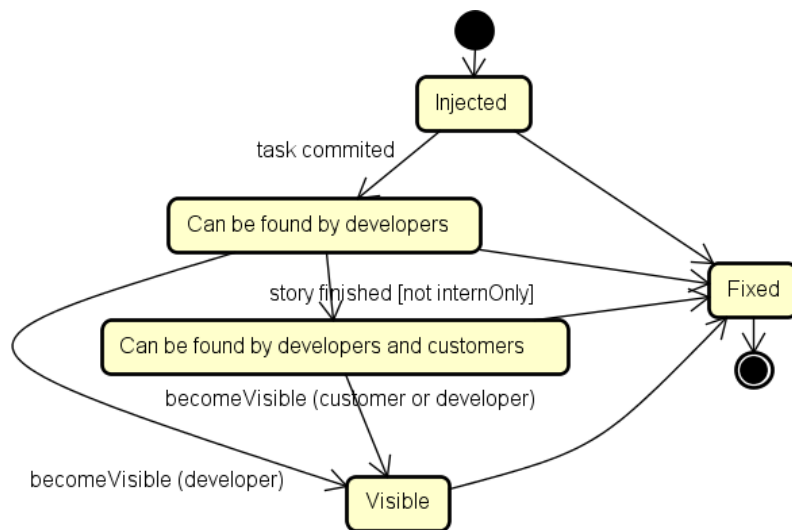 Injected
task commited
Can be found by developers
story finished [not internOnly]
Fixed
Can be found by developers and customers
becomeVisible (customer or developer)
becomeVisible (developer)
Visible